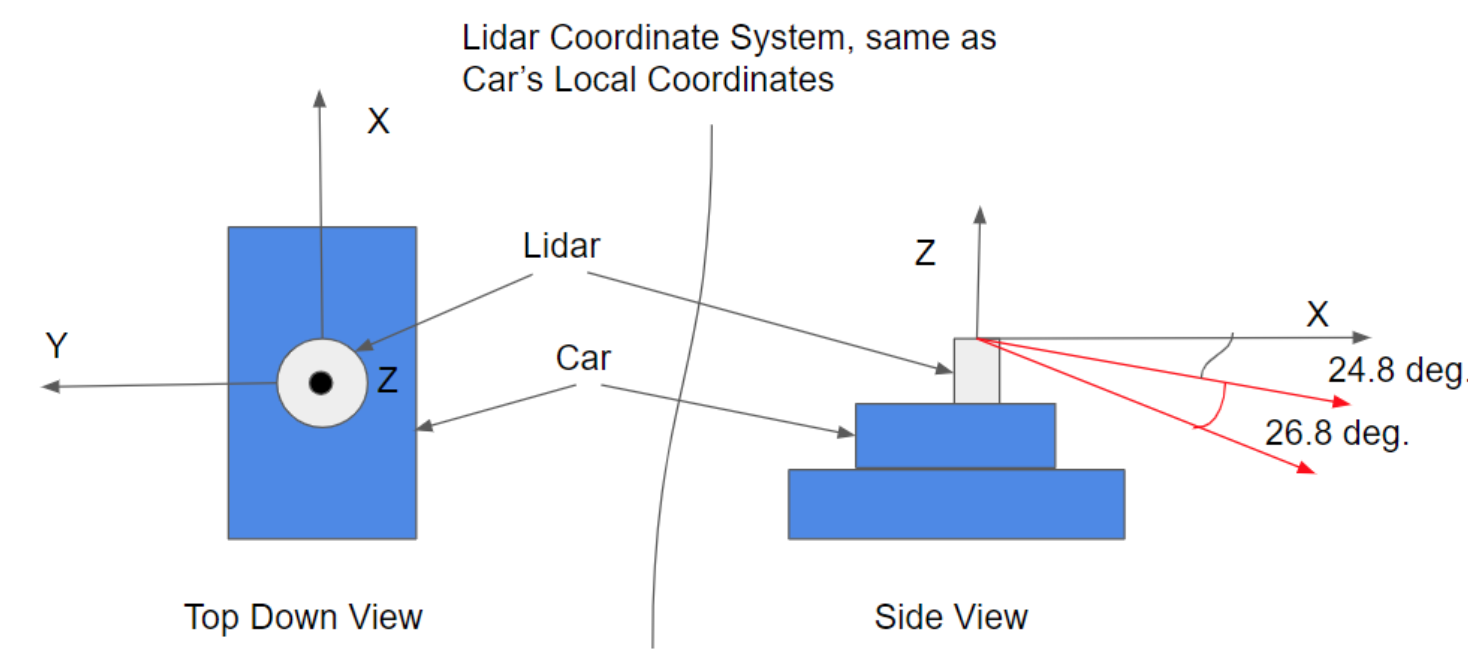 Lidar Coordinate System, same as
Car's Local Coordinates
X
Lidar
Z
X
Y
Car
Z
24.8 deg.
26.8 deg.
Top Down View
Side View